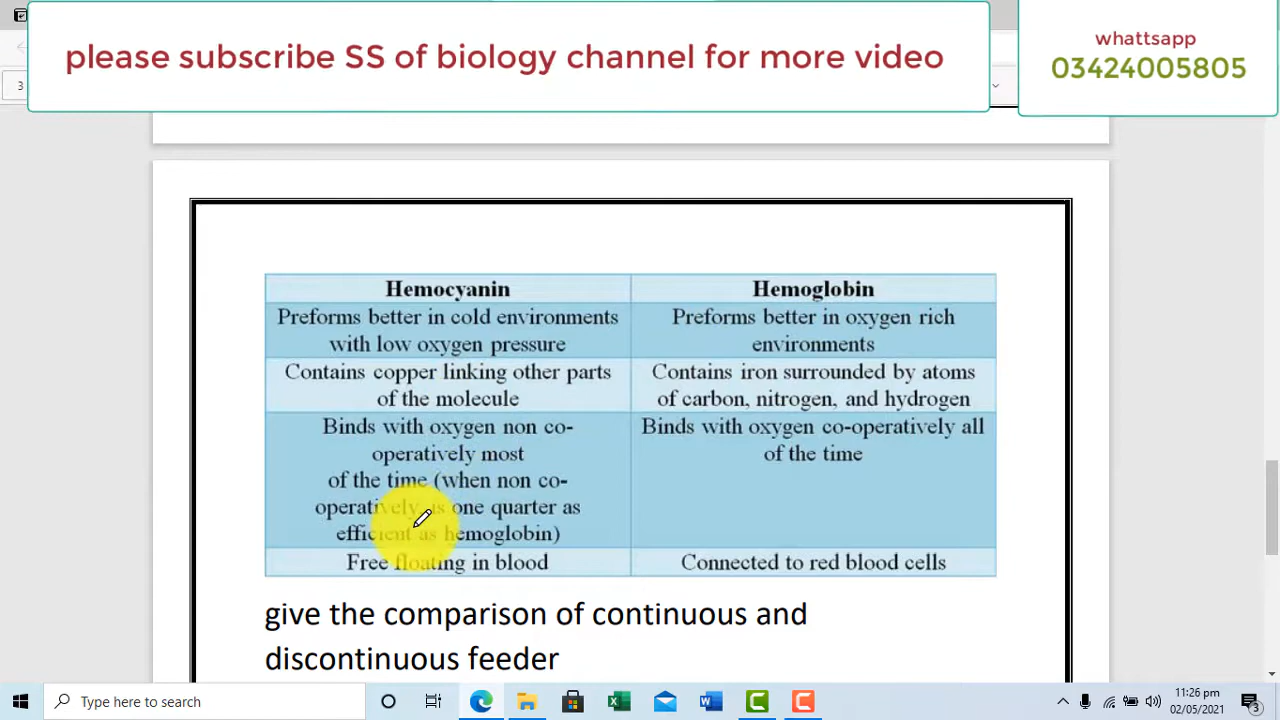 please subscribe SS of biology channel for more video
whattsapp
03424005805
3
Hemocyanin
Hemoglobin
Preforms better in cold environments
with low oxygen pressure
Preforms better in oxygen rich
environments
Contains copper linking other parts
of the molecule
Contains iron surrounded by atoms
of carbon, nitrogen, and hydrogen
Binds with oxygen non co-
operatively most
of the time (when non co-
operatively is one quarter as
efficient as hemoglobin)
Binds with oxygen co-operatively all
of the time
Free floating in blood
Connected to red blood cells
give the comparison of continuous and
discontinuous feeder
Type here to search
11:26 pm
02/05/2021
3